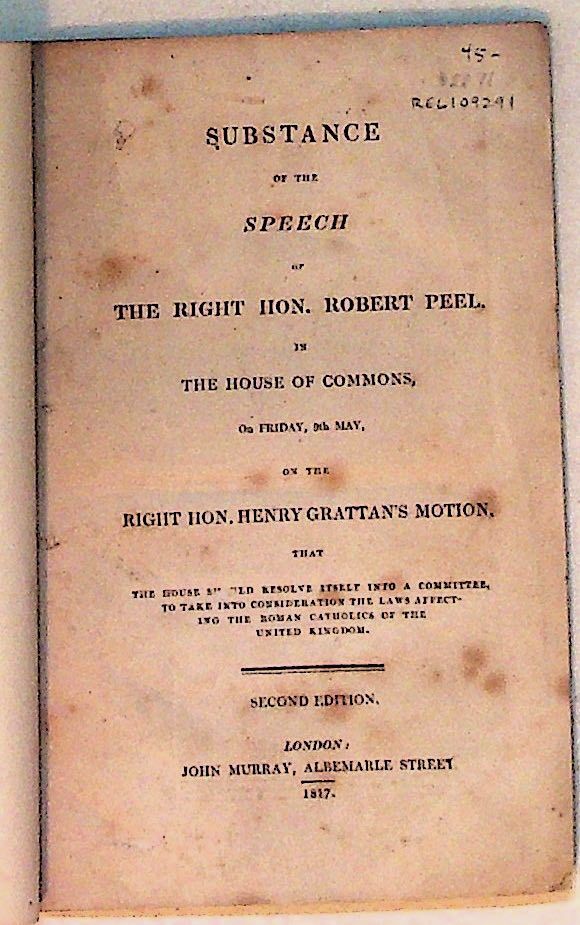 45-
REL109291
SUBSTANCE
OF THE
SPEECH
OF
THE RIGHT HON. ROBERT PEEL.
IN
THE HOUSE OF COMMONS,
On FRIDAY, 9th MAY,
ON THE
RIGHT HON. HENRY GRATTAN'S MOTION,
THAT
THE HOUSE RESOLVE ITSELF INTO A COMMITTEE,
TO TAKE INTO CONSIDERATION THE LAWS AFFECT-
ING THE ROMAN CATHOLICS OF THE
UNITED KINGDOM.
SECOND EDITION.
LONDON:
JOHN MURRAY, ALBEMARLE STREET
1817.